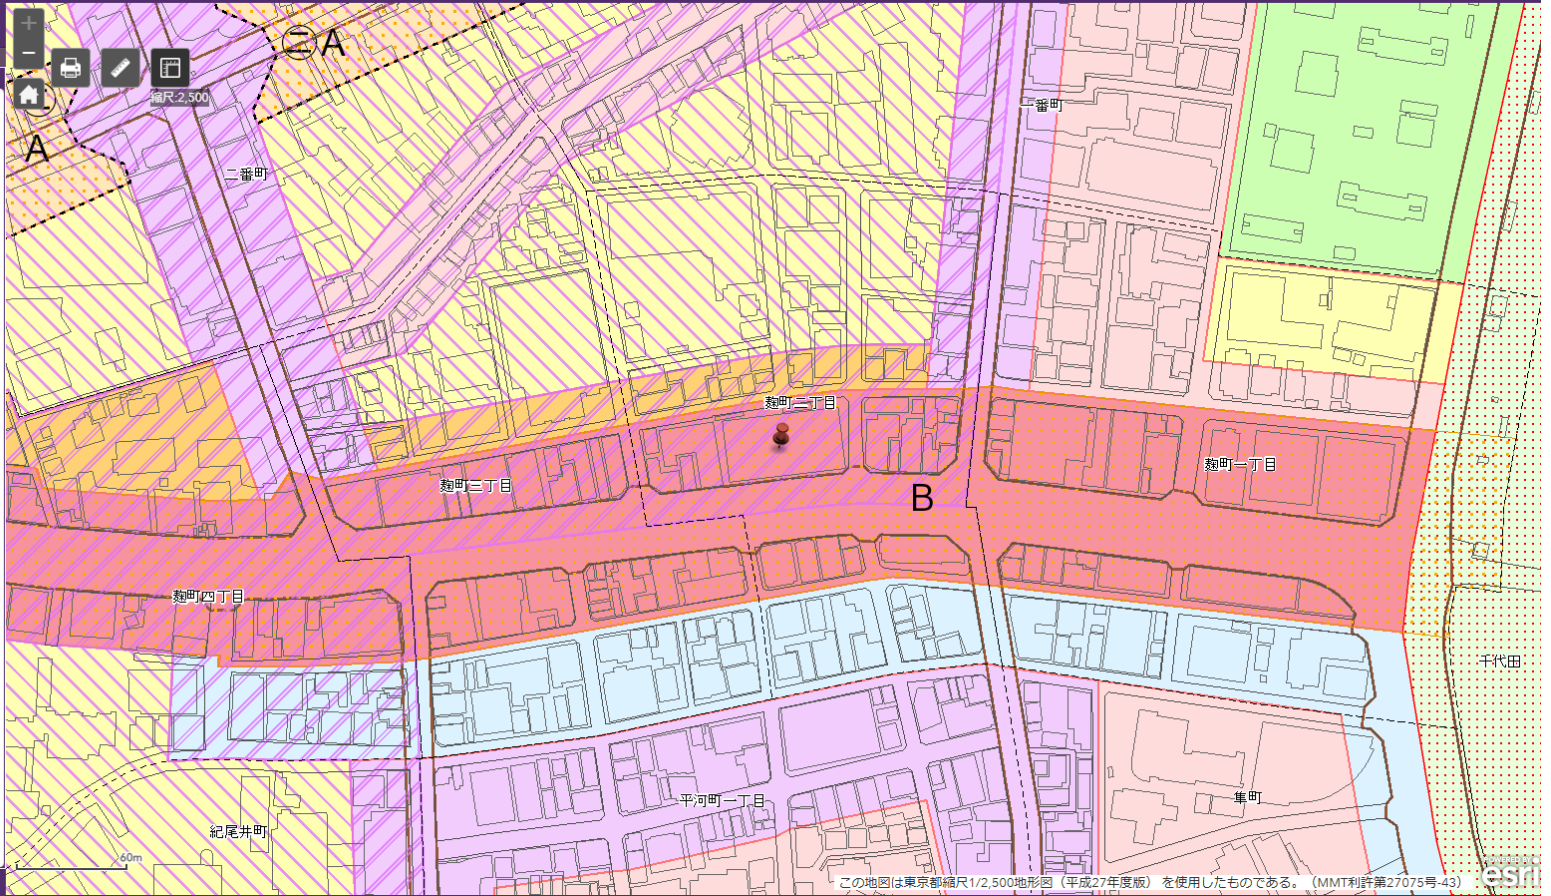 二A
縮尺:2,500
一番町
A
二番町
麹町二丁目
麹町三丁目
麹町一丁目
B
麹町四丁目
千代田
平河町一丁目
隼町
紀尾井町
60m
この地図は東京都縮尺1/2,500地形図（平成27年度版） を使用したものである。（MMT利許第27075号-43）
POWERED BY
esri